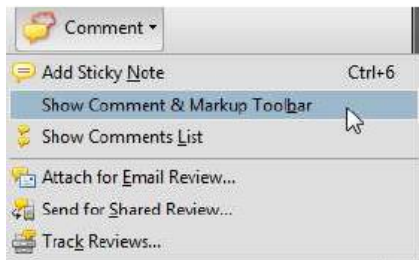 Comment
Add Sticky Note Ctrl+6
Show Comment & Markup Toolbar
Show Comments List
Attach for Email Review...
Send for Shared Review...
Track Reviews...